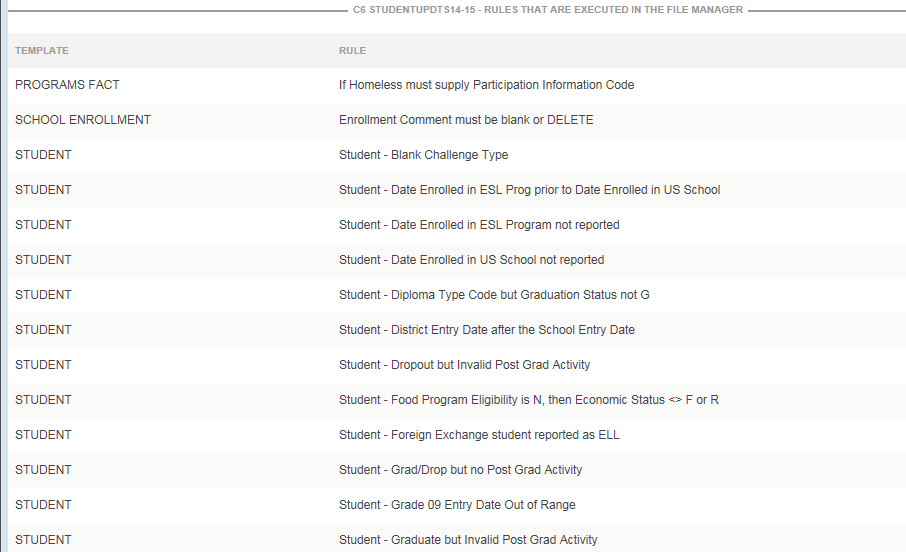 C6 STUDENTUPDTS14-15 - RULES THAT ARE EXECUTED IN THE FILE MANAGER
TEMPLATE RULE
PROGRAMS FACT If Homeless must supply Participation Information Code
SCHOOL ENROLLMENT Enrollment Comment must be blank or DELETE
STUDENT Student - Blank Challenge Type
STUDENT Student - Date Enrolled in ESL Prog prior to Date Enrolled in US School
STUDENT Student - Date Enrolled in ESL Program not reported
STUDENT Student - Date Enrolled in US School not reported
STUDENT Student - Diploma Type Code but Graduation Status not G
STUDENT Student - District Entry Date after the School Entry Date
STUDENT Student - Dropout but Invalid Post Grad Activity
STUDENT Student - Food Program Eligibility is N, then Economic Status <> F or R
STUDENT Student - Foreign Exchange student reported as ELL
STUDENT Student - Grad/Drop but no Post Grad Activity
STUDENT Student - Grade 09 Entry Date Out of Range
STUDENT Student - Graduate but Invalid Post Grad Activity